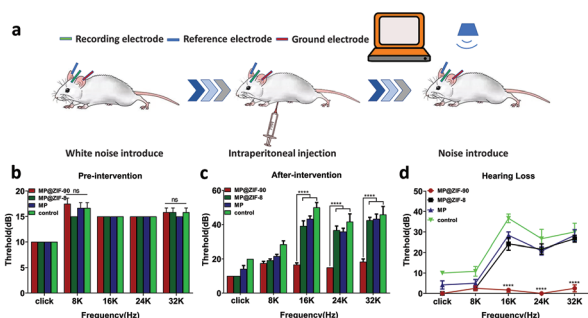 a
Recording electrode Reference electrode Ground electrode
White noise introduce Intraperitoneal injection Noise introduce
b
Pre-intervention
MP@ZIF-90
MP@ZIF-8
MP
control
ns
ns
Threhold(dB)
20
15
10
5
0
click 8K 16K 24K 32K
Frequency(Hz)
c
After-intervention
MP@ZIF-90
MP@ZIF-8
MP
control
****
****
****
Threhold(dB)
60
50
40
30
20
10
0
click 8K 16K 24K 32K
Frequency(Hz)
d
Hearing Loss
MP@ZIF-90
MP@ZIF-8
MP
control
Threhold(dB)
50
40
30
20
10
0
****
****
****
click 8K 16K 24K 32K
Frequency(Hz)